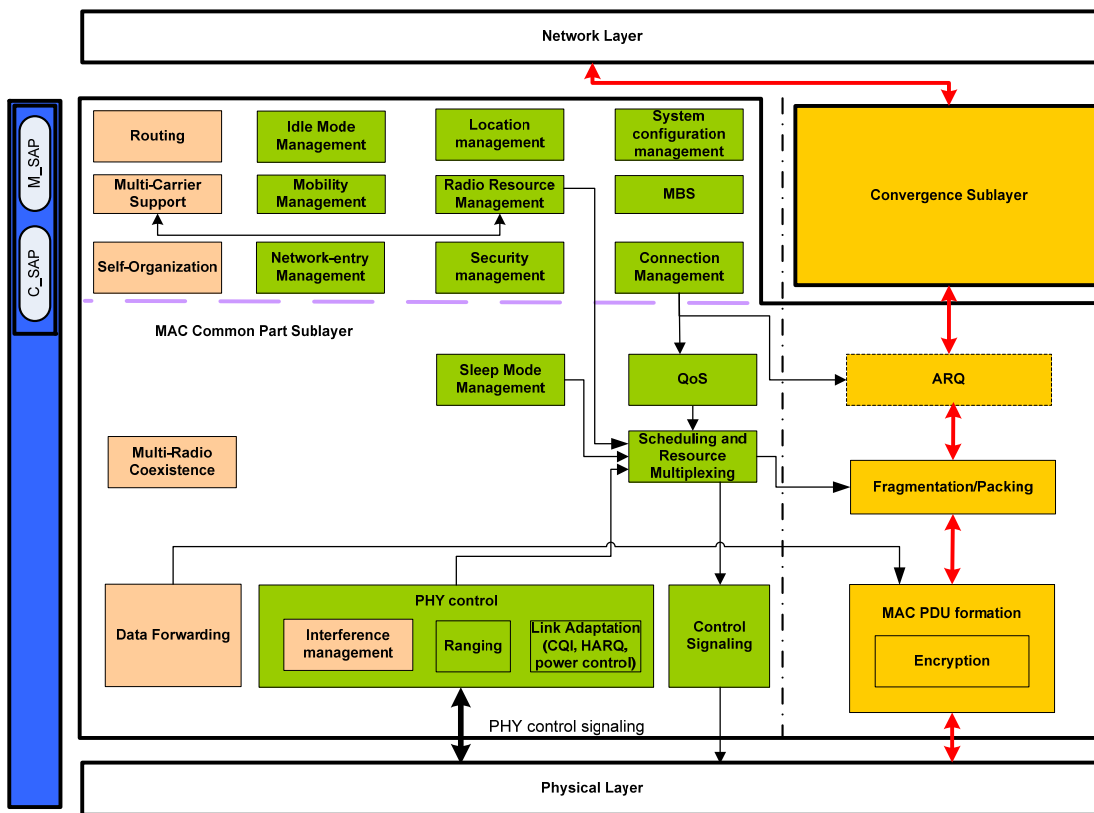 Network Layer
M_SAP
C_SAP
Routing
Idle Mode
Management
Location
management
System
configuration
management
Convergence Sublayer
Multi-Carrier
Support
Mobility
Management
Radio Resource
Management
MBS
Self-Organization
Network-entry
Management
Security
management
Connection
Management
MAC Common Part Sublayer
Sleep Mode
Management
QoS
ARQ
Multi-Radio
Coexistence
Scheduling and
Resource
Multiplexing
Fragmentation/Packing
Data Forwarding
PHY control
Interference
management
Ranging
Link Adaptation
(CQI, HARQ,
power control)
Control
Signaling
MAC PDU formation
Encryption
PHY control signaling
Physical Layer